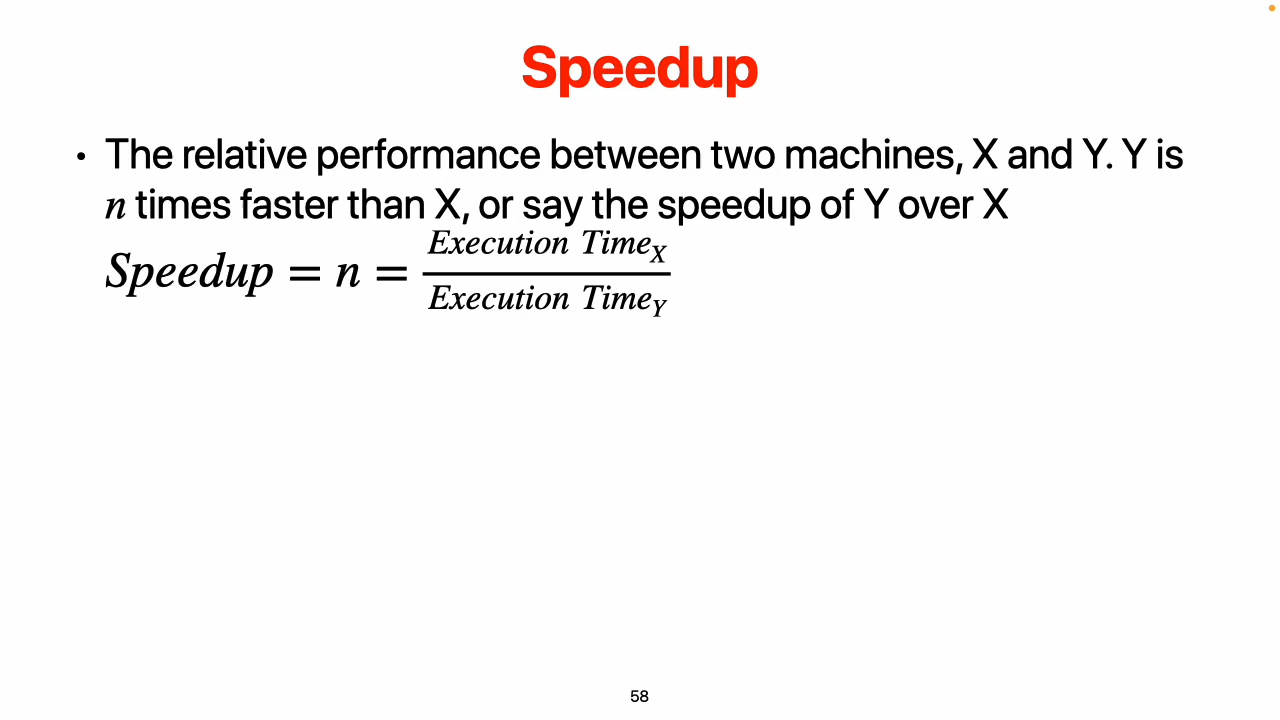 Speedup
• The relative performance between two machines, X and Y. Y is
n times faster than X, or say the speedup of Y over X
Speedup = n = Execution Time_X / Execution Time_Y
58